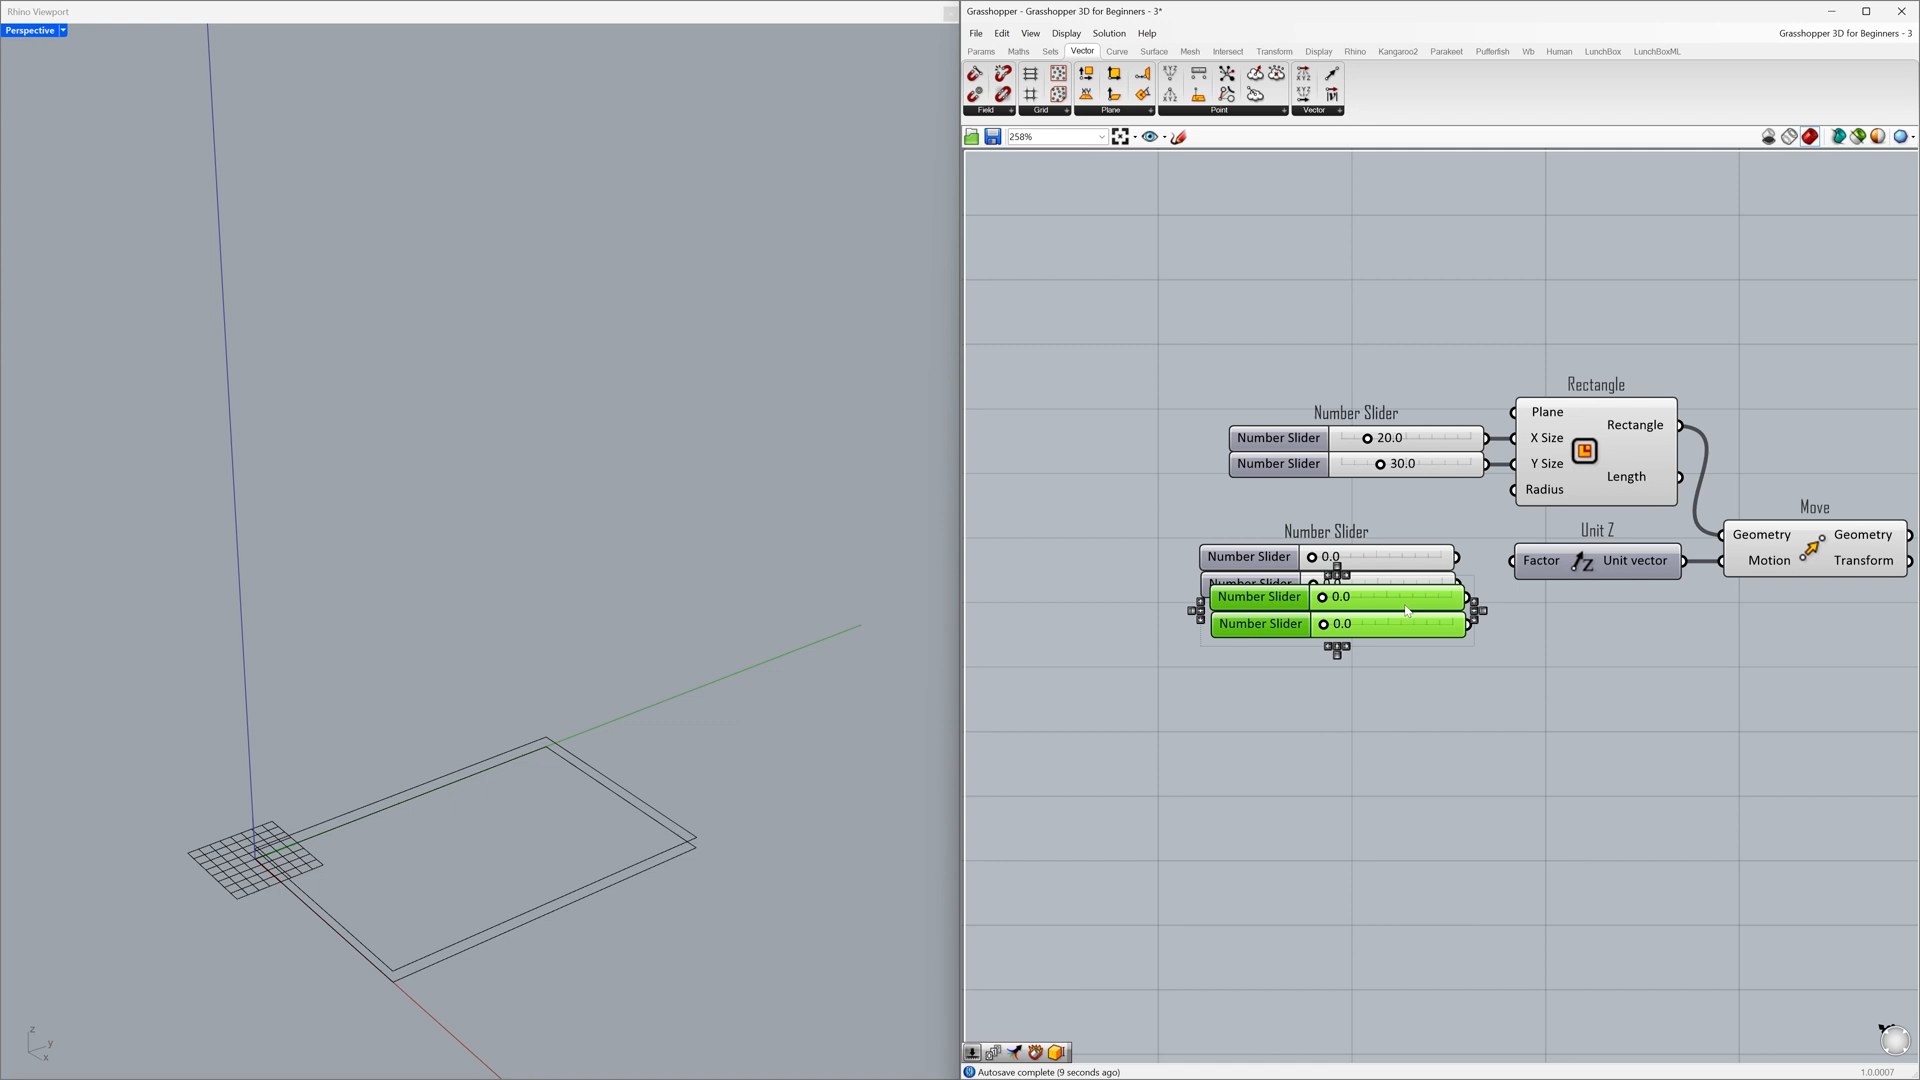 Rhino Viewport
Perspective
z
y
x
Grasshopper - Grasshopper 3D for Beginners - 3*
File Edit View Display Solution Help
Grasshopper 3D for Beginners - 3
Params Maths Sets Vector Curve Surface Mesh Intersect Transform Display Rhino Kangaroo2 Parakeet Pufferfish Wb Human LunchBox LunchBoxML
Field Grid Plane Point Vector
258%
Rectangle
Number Slider
Plane
Rectangle
Number Slider 20.0
X Size
Number Slider 30.0
Y Size
Length
Radius
Move
Number Slider
Unit Z
Geometry Geometry
Number Slider 0.0
Factor Unit vector
Motion Transform
Number Slider 0.0
Number Slider 0.0
Number Slider 0.0
Autosave complete (9 seconds ago)
1.0.0007